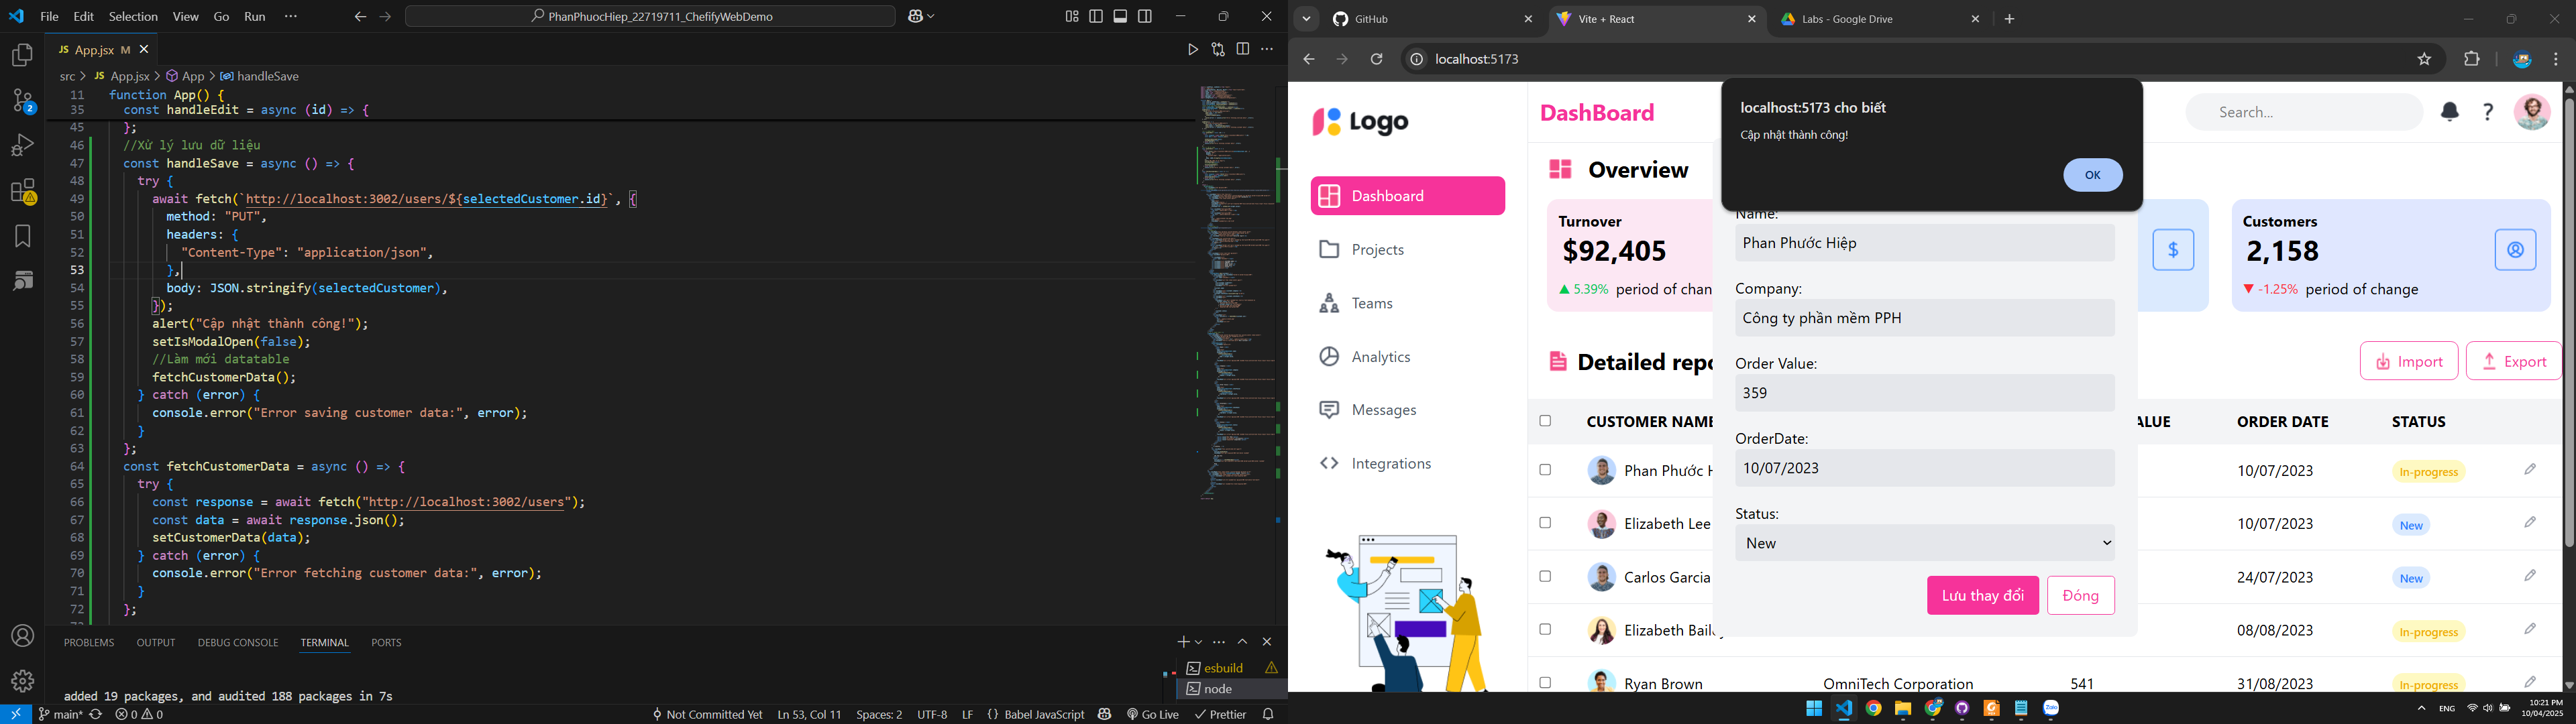 File Edit Selection View Go Run ···
PhanPhuocHiep_22719711_ChefifyWebDemo
JS App.jsx M
src > JS App.jsx > App > handleSave
11 function App() {
35 const handleEdit = async (id) => {
45 };
46 //Xử lý lưu dữ liệu
47 const handleSave = async () => {
48 try {
49 await fetch(`http://localhost:3002/users/${selectedCustomer.id}`, {
50 method: "PUT",
51 headers: {
52 "Content-Type": "application/json",
53 },
54 body: JSON.stringify(selectedCustomer),
55 });
56 alert("Cập nhật thành công!");
57 setIsModalOpen(false);
58 //Làm mới datatable
59 fetchCustomerData();
60 } catch (error) {
61 console.error("Error saving customer data:", error);
62 }
63 };
64 const fetchCustomerData = async () => {
65 try {
66 const response = await fetch("http://localhost:3002/users");
67 const data = await response.json();
68 setCustomerData(data);
69 } catch (error) {
70 console.error("Error fetching customer data:", error);
71 }
72 };
2
PROBLEMS OUTPUT DEBUG CONSOLE TERMINAL PORTS
esbuild
node
added 19 packages, and audited 188 packages in 7s
main* 0 0 Not Committed Yet Ln 53, Col 11 Spaces: 2 UTF-8 LF {} Babel JavaScript Go Live Prettier
GitHub
Vite + React
Labs - Google Drive
localhost:5173
localhost:5173 cho biết
Cập nhật thành công!
OK
Logo
Dashboard
Projects
Teams
Analytics
Messages
Integrations
DashBoard
Search...
Overview
Turnover
$92,405
5.39% period of chan
$
Customers
2,158
-1.25% period of change
Detailed repo
Import
Export
CUSTOMER NAME ALUE ORDER DATE STATUS
Phan Phước H 10/07/2023 In-progress
Elizabeth Lee 10/07/2023 New
Carlos Garcia 24/07/2023 New
Elizabeth Bailey 08/08/2023 In-progress
Ryan Brown OmniTech Corporation 541 31/08/2023 In-progress
Name:
Phan Phước Hiệp
Company:
Công ty phần mềm PPH
Order Value:
359
OrderDate:
10/07/2023
Status:
New
Lưu thay đổi
Đóng
Zalo
ENG
10:21 PM
10/04/2025